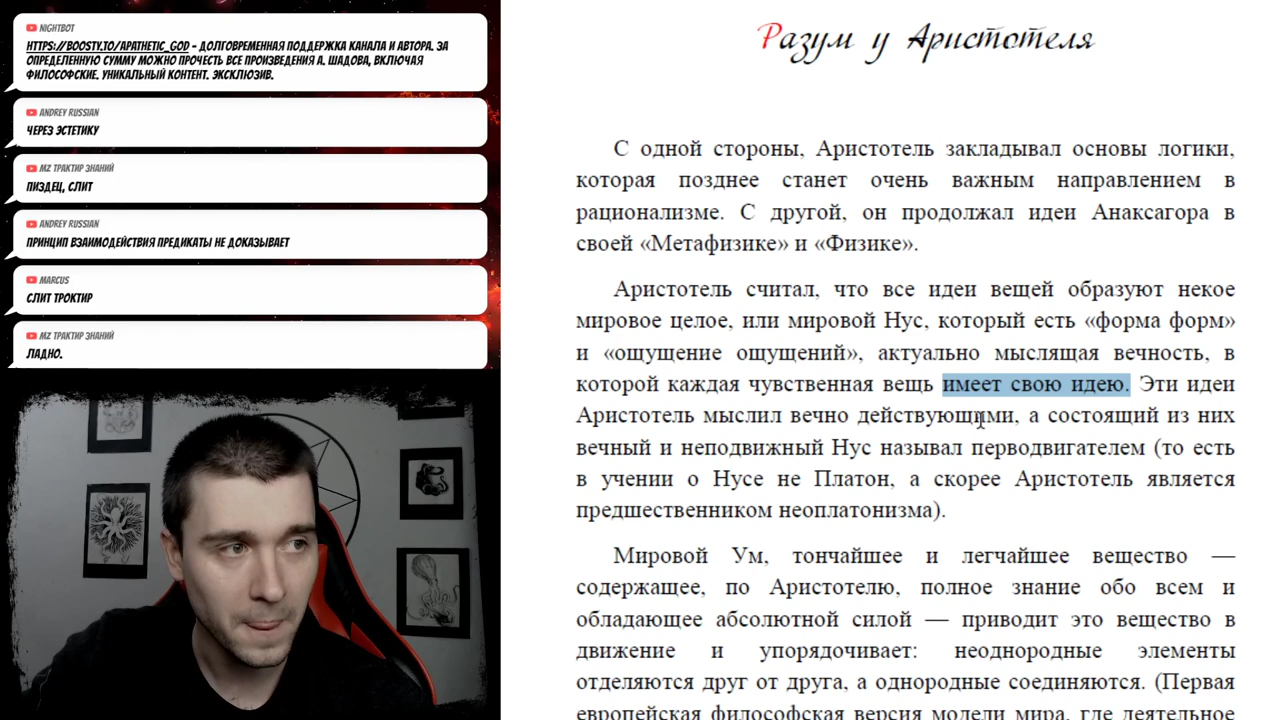 NIGHTBOT
HTTPS://BOOSTY.TO/APATHETIC_GOD - ДОЛГОВРЕМЕННАЯ ПОДДЕРЖКА КАНАЛА И АВТОРА. ЗА
ОПРЕДЕЛЕННУЮ СУММУ МОЖНО ПРОЧЕСТЬ ВСЕ ПРОИЗВЕДЕНИЯ А. ШАДОВА, ВКЛЮЧАЯ
ФИЛОСОФСКИЕ. УНИКАЛЬНЫЙ КОНТЕНТ. ЭКСКЛЮЗИВ.
ANDREY RUSSIAN
ЧЕРЕЗ ЭСТЕТИКУ
MZ ТРАКТИР ЗНАНИЙ
ПИЗДЕЦ, СЛИТ
ANDREY RUSSIAN
ПРИНЦИП ВЗАИМОДЕЙСТВИЯ ПРЕДИКАТЫ НЕ ДОКАЗЫВАЕТ
MARCUS
СЛИТ ТРОКТИР
MZ ТРАКТИР ЗНАНИЙ
ЛАДНО.
Разум у Аристотеля
С одной стороны, Аристотель закладывал основы логики,
которая позднее станет очень важным направлением в
рационализме. С другой, он продолжал идеи Анаксагора в
своей «Метафизике» и «Физике».
Аристотель считал, что все идеи вещей образуют некое
мировое целое, или мировой Нус, который есть «форма форм»
и «ощущение ощущений», актуально мыслящая вечность, в
которой каждая чувственная вещь имеет свою идею. Эти идеи
Аристотель мыслил вечно действующими, а состоящий из них
вечный и неподвижный Нус называл перводвигателем (то есть
в учении о Нусе не Платон, а скорее Аристотель является
предшественником неоплатонизма).
Мировой Ум, тончайшее и легчайшее вещество —
содержащее, по Аристотелю, полное знание обо всем и
обладающее абсолютной силой — приводит это вещество в
движение и упорядочивает: неоднородные элементы
отделяются друг от друга, а однородные соединяются. (Первая
европейская философская версия модели мира, где деятельное